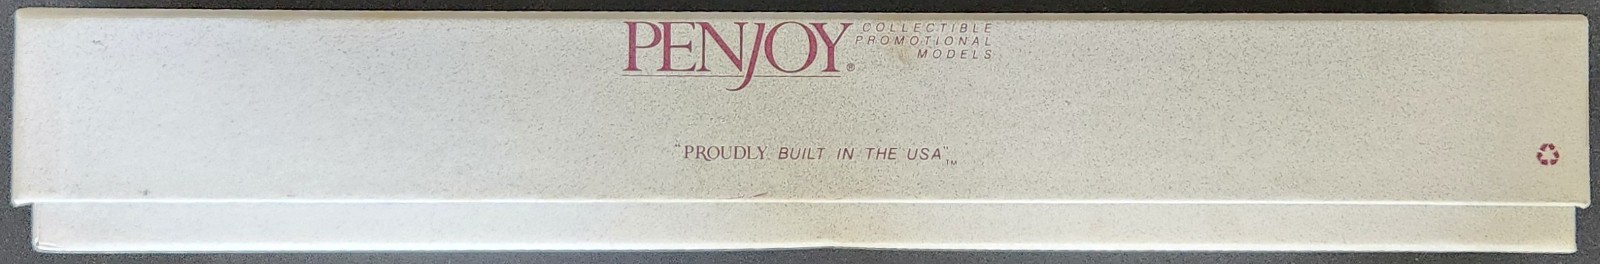 PENJOY®
COLLECTIBLE
PROMOTIONAL
MODELS
"PROUDLY BUILT IN THE USA"™